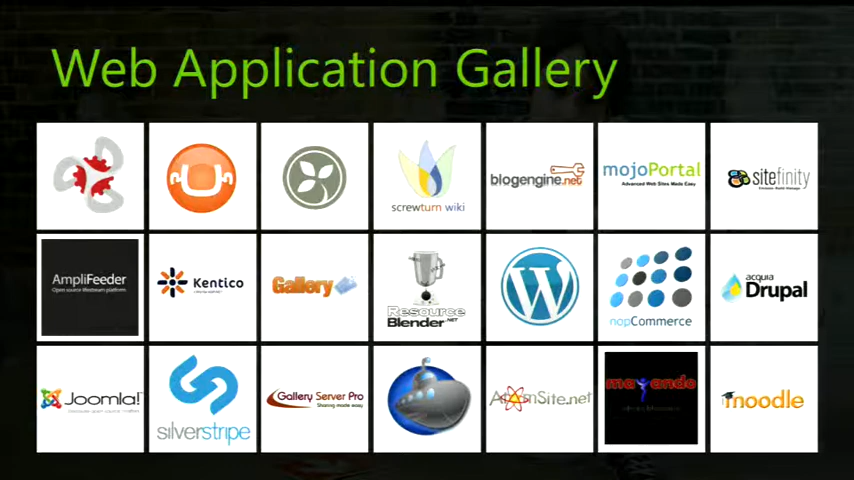 Web Application Gallery
screwturn wiki
blogengine.net
mojoPortal
Advanced Web Sites Made Easy
sitefinity
AmpliFeeder
Open source lifestream platform
Kentico
Gallery
Resource
Blender.NET
W
nopCommerce
acquia
Drupal
Joomla!
silverstripe
Gallery Server Pro
Sharing made easy
AtomSite.net
mayando
moodle